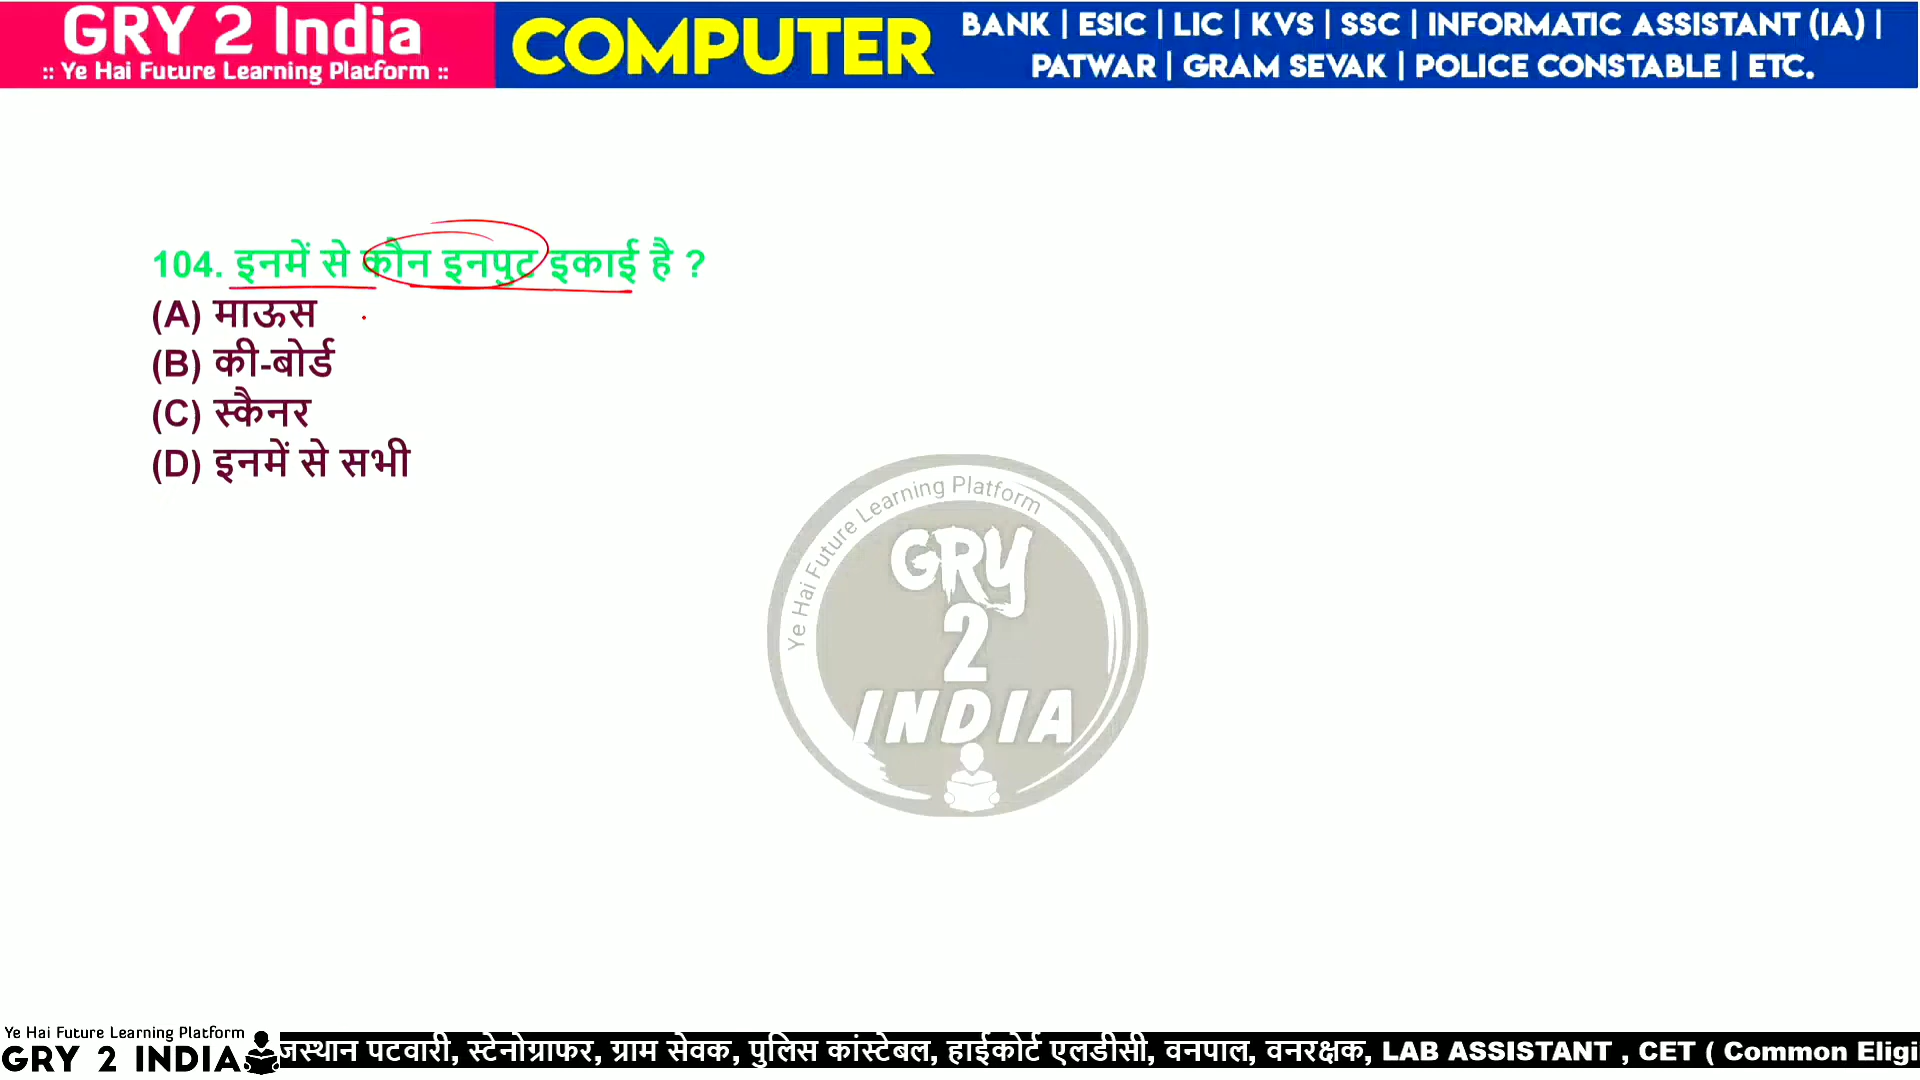 GRY 2 India
:: Ye Hai Future Learning Platform ::
COMPUTER
BANK | ESIC | LIC | KVS | SSC | INFORMATIC ASSISTANT (IA) |
PATWAR | GRAM SEVAK | POLICE CONSTABLE | ETC.
104. इनमें से कौन इनपुट इकाई है ?
(A) माऊस
(B) की-बोर्ड
(C) स्कैनर
(D) इनमें से सभी
Ye Hai Future Learning Platform
GRY
2
INDIA
Ye Hai Future Learning Platform
GRY 2 INDIA
जस्थान पटवारी, स्टेनोग्राफर, ग्राम सेवक, पुलिस कांस्टेबल, हाईकोर्ट एलडीसी, वनपाल, वनरक्षक, LAB ASSISTANT , CET ( Common Eligi